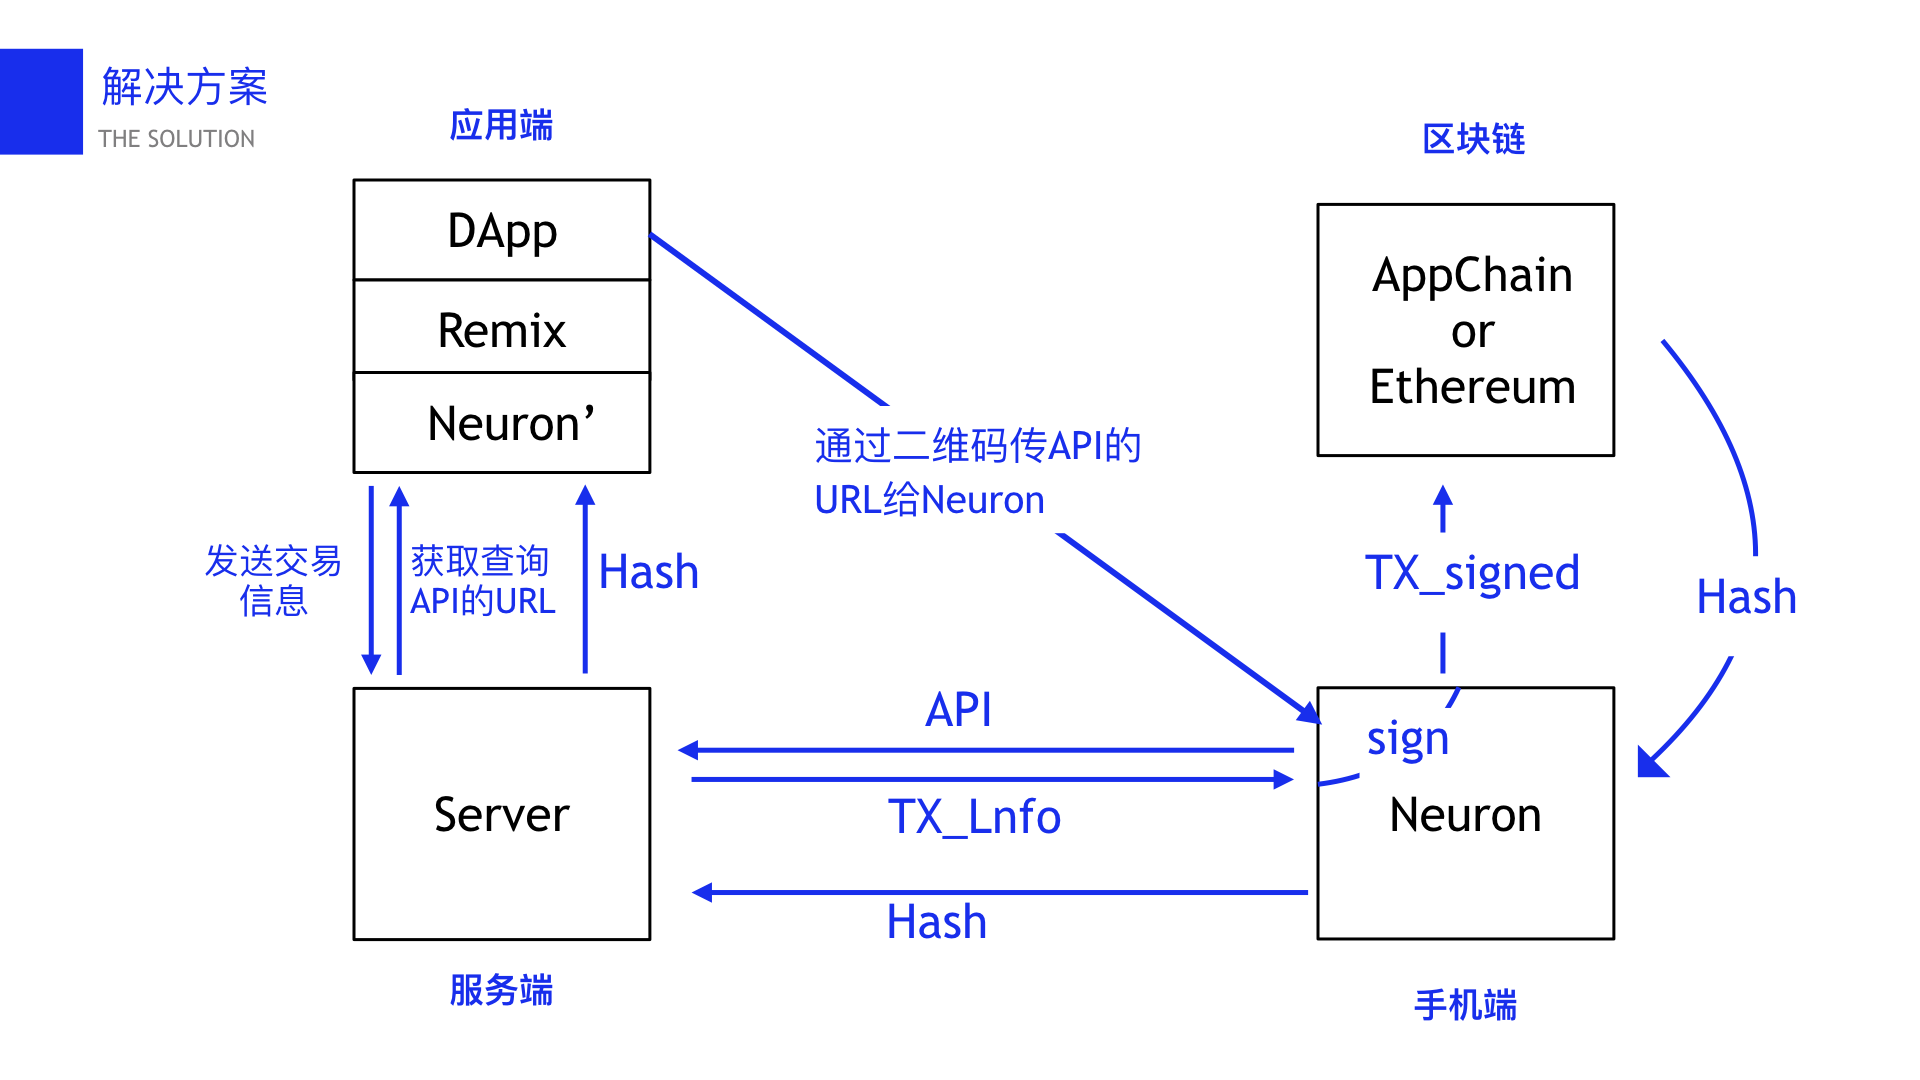 解决方案
THE SOLUTION
应用端
区块链
DApp
Remix
Neuron’
AppChain
or
Ethereum
通过二维码传API的
URL给Neuron
发送交易
信息
获取查询
API的URL
Hash
TX_signed
Hash
API
sign
TX_Lnfo
Server
Neuron
Hash
服务端
手机端